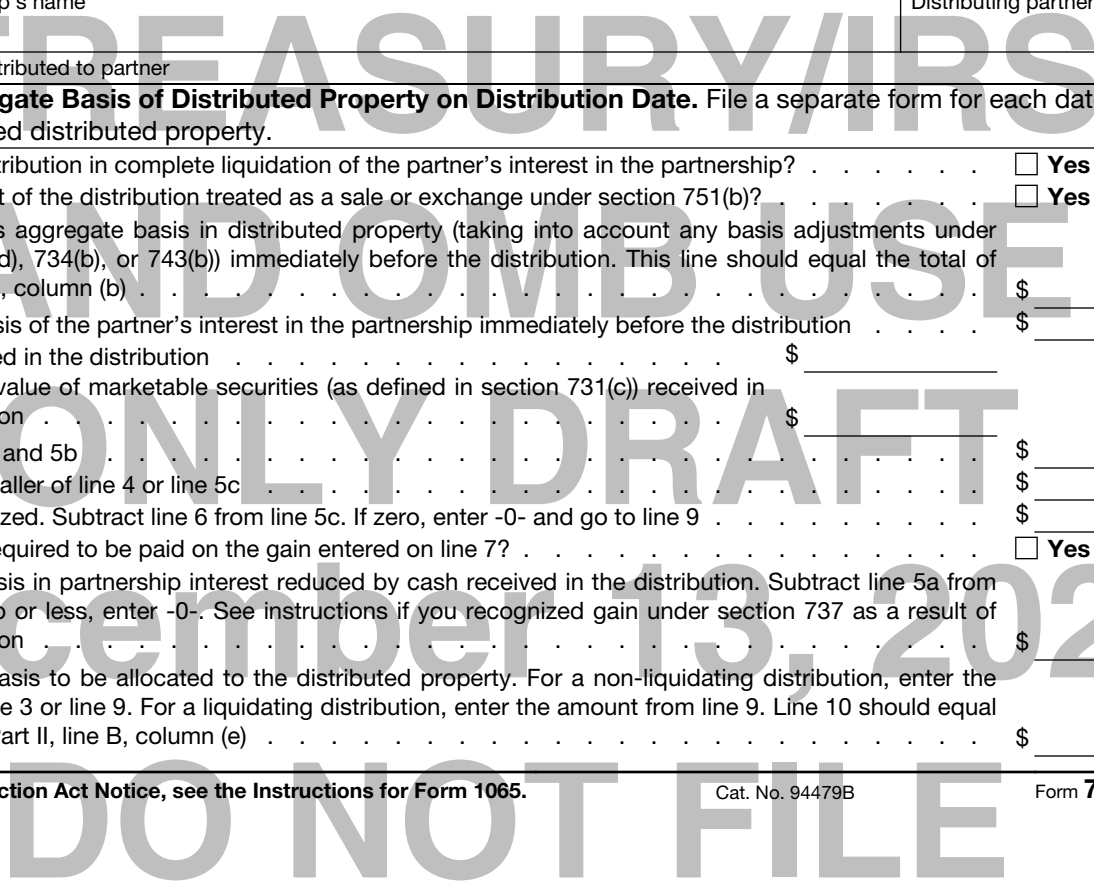 p's name Distributing partner
TREASURY/IRS
tributed to partner
gate Basis of Distributed Property on Distribution Date. File a separate form for each dat
ed distributed property.
tribution in complete liquidation of the partner's interest in the partnership? . . . . . . Yes
t of the distribution treated as a sale or exchange under section 751(b)? . . . . . . . Yes
s aggregate basis in distributed property (taking into account any basis adjustments under
AND OMB USE
d), 734(b), or 743(b)) immediately before the distribution. This line should equal the total of
, column (b) . . . . . . . . . . . . . . . . . . . . . . . . . . . $
sis of the partner's interest in the partnership immediately before the distribution . . . . $
ed in the distribution . . . . . . . . . . . . . . . . $
value of marketable securities (as defined in section 731(c)) received in
on . . . . . . . . . . . . . . . . . . . . . . $
ONLY DRAFT
and 5b . . . . . . . . . . . . . . . . . . . . . . . . . . . . $
aller of line 4 or line 5c . . . . . . . . . . . . . . . . . . . . . . . $
zed. Subtract line 6 from line 5c. If zero, enter -0- and go to line 9 . . . . . . . . . $
equired to be paid on the gain entered on line 7? . . . . . . . . . . . . . . . Yes
sis in partnership interest reduced by cash received in the distribution. Subtract line 5a from
o or less, enter -0-. See instructions if you recognized gain under section 737 as a result of
cember 13, 202
on . . . . . . . . . . . . . . . . . . . . . . . . . . . . . . $
asis to be allocated to the distributed property. For a non-liquidating distribution, enter the
e 3 or line 9. For a liquidating distribution, enter the amount from line 9. Line 10 should equal
Part II, line B, column (e) . . . . . . . . . . . . . . . . . . . . . . . $
ction Act Notice, see the Instructions for Form 1065. Cat. No. 94479B Form 7
DO NOT FILE